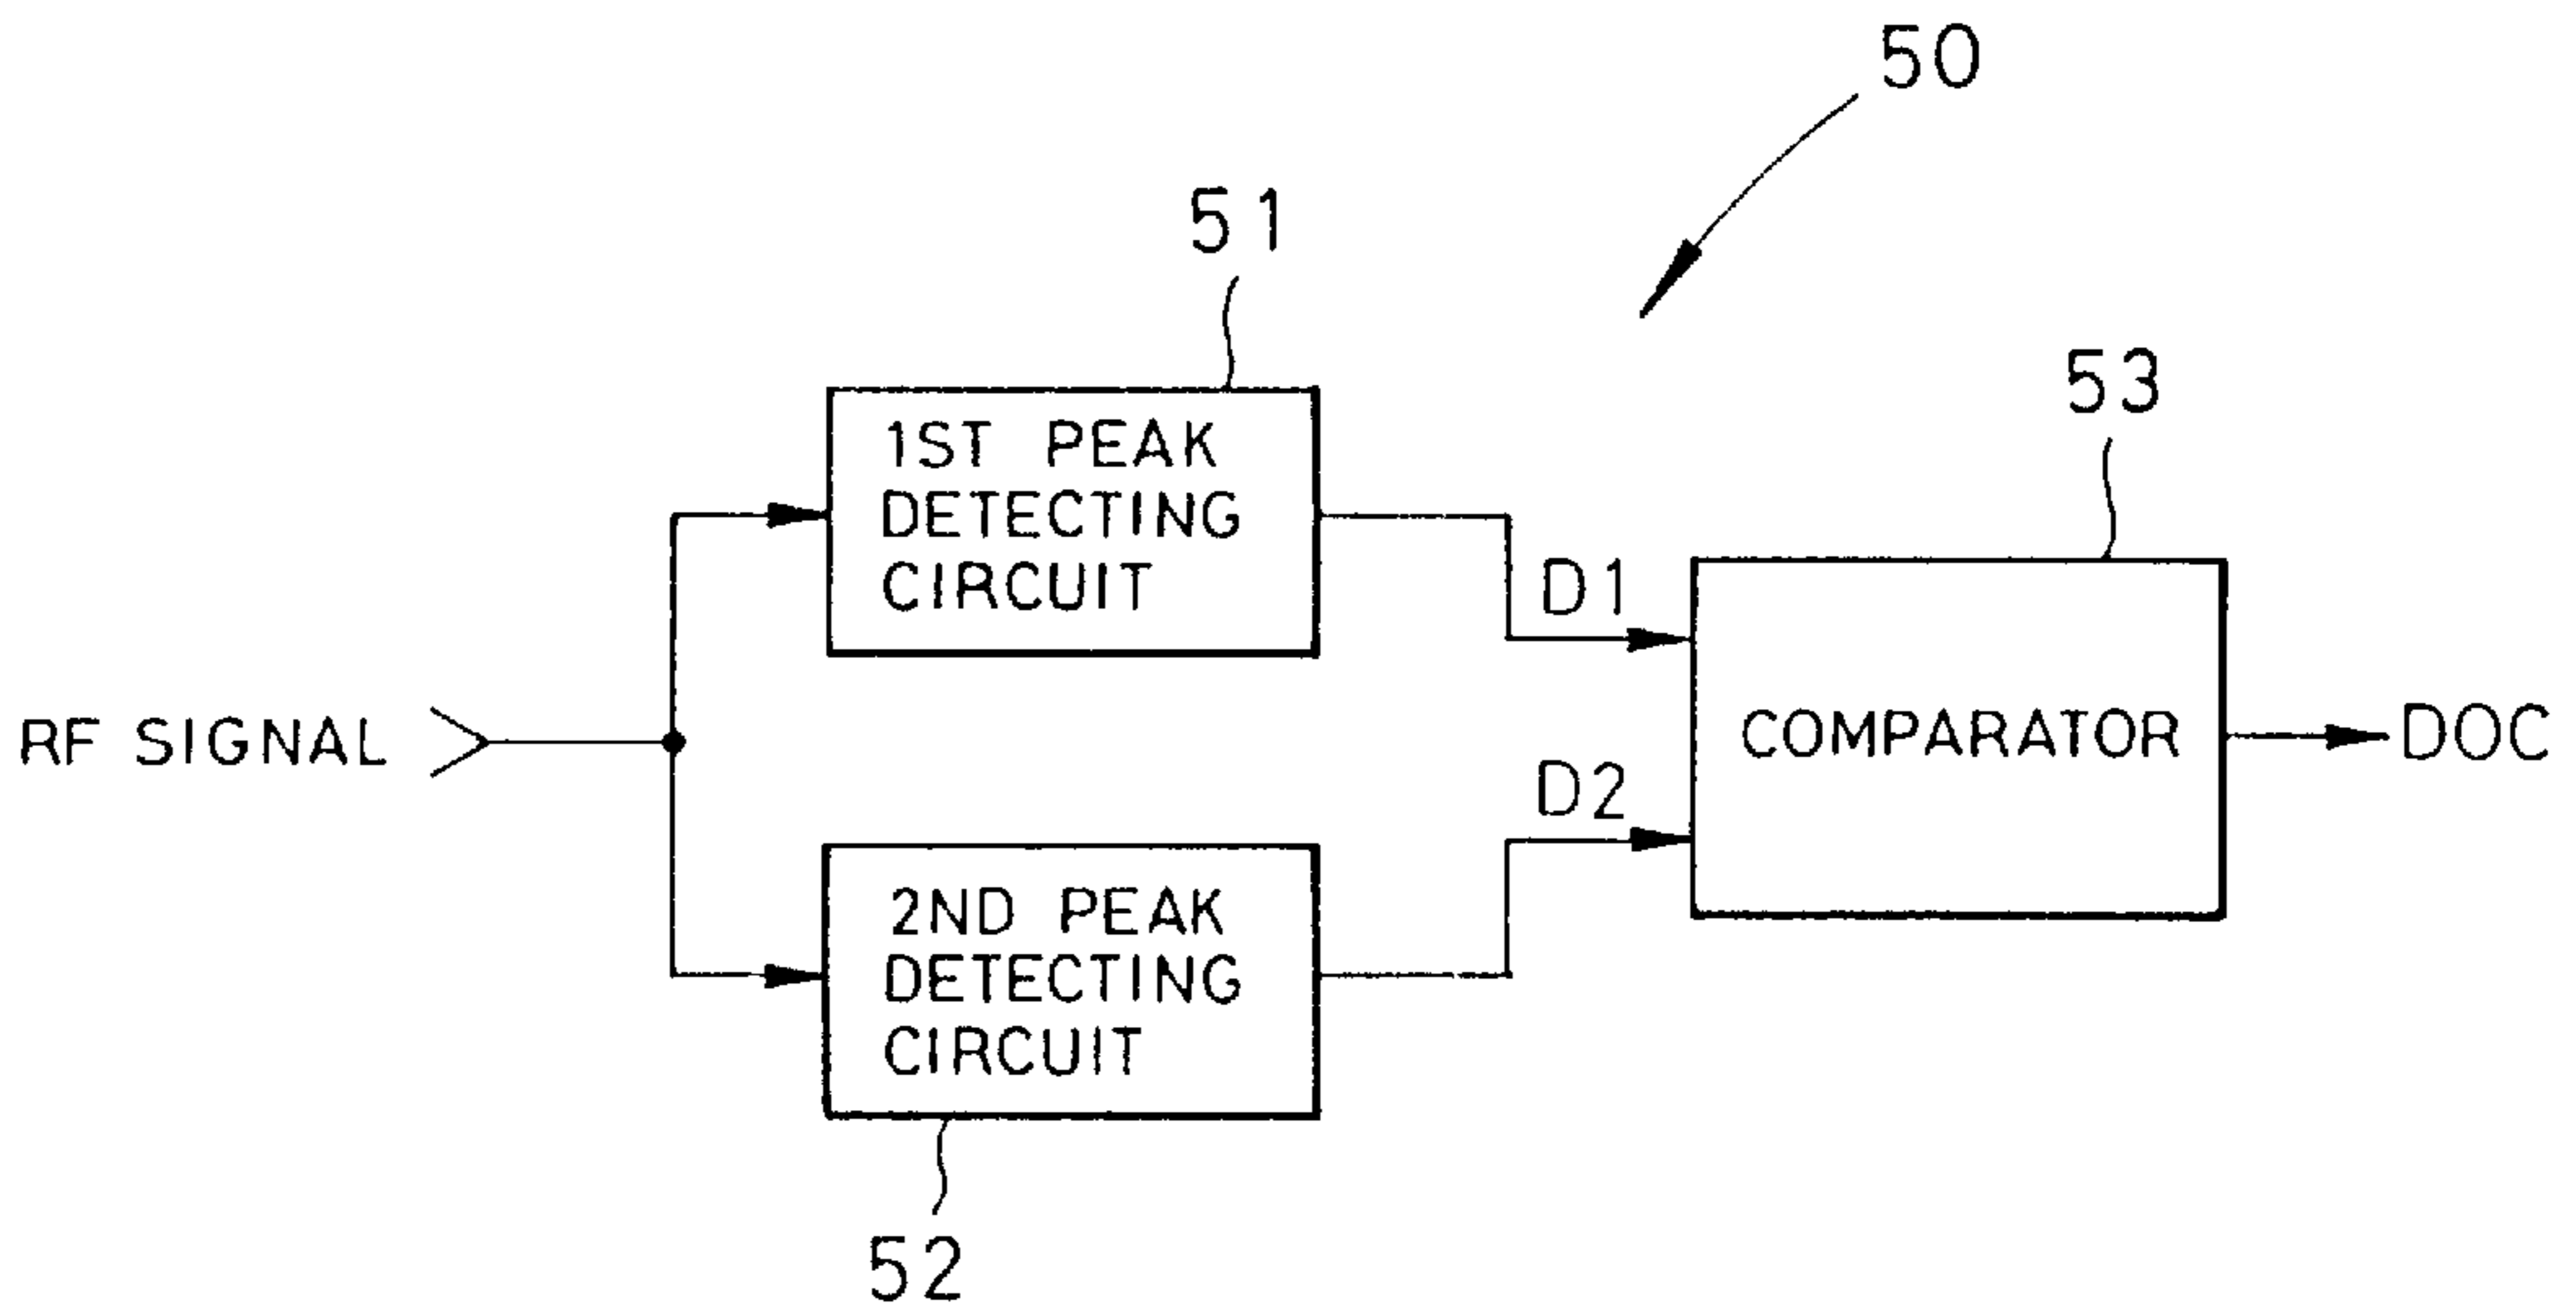 50
51
53
1ST PEAK
DETECTING
CIRCUIT
D1
RF SIGNAL
COMPARATOR
DOC
D2
2ND PEAK
DETECTING
CIRCUIT
52